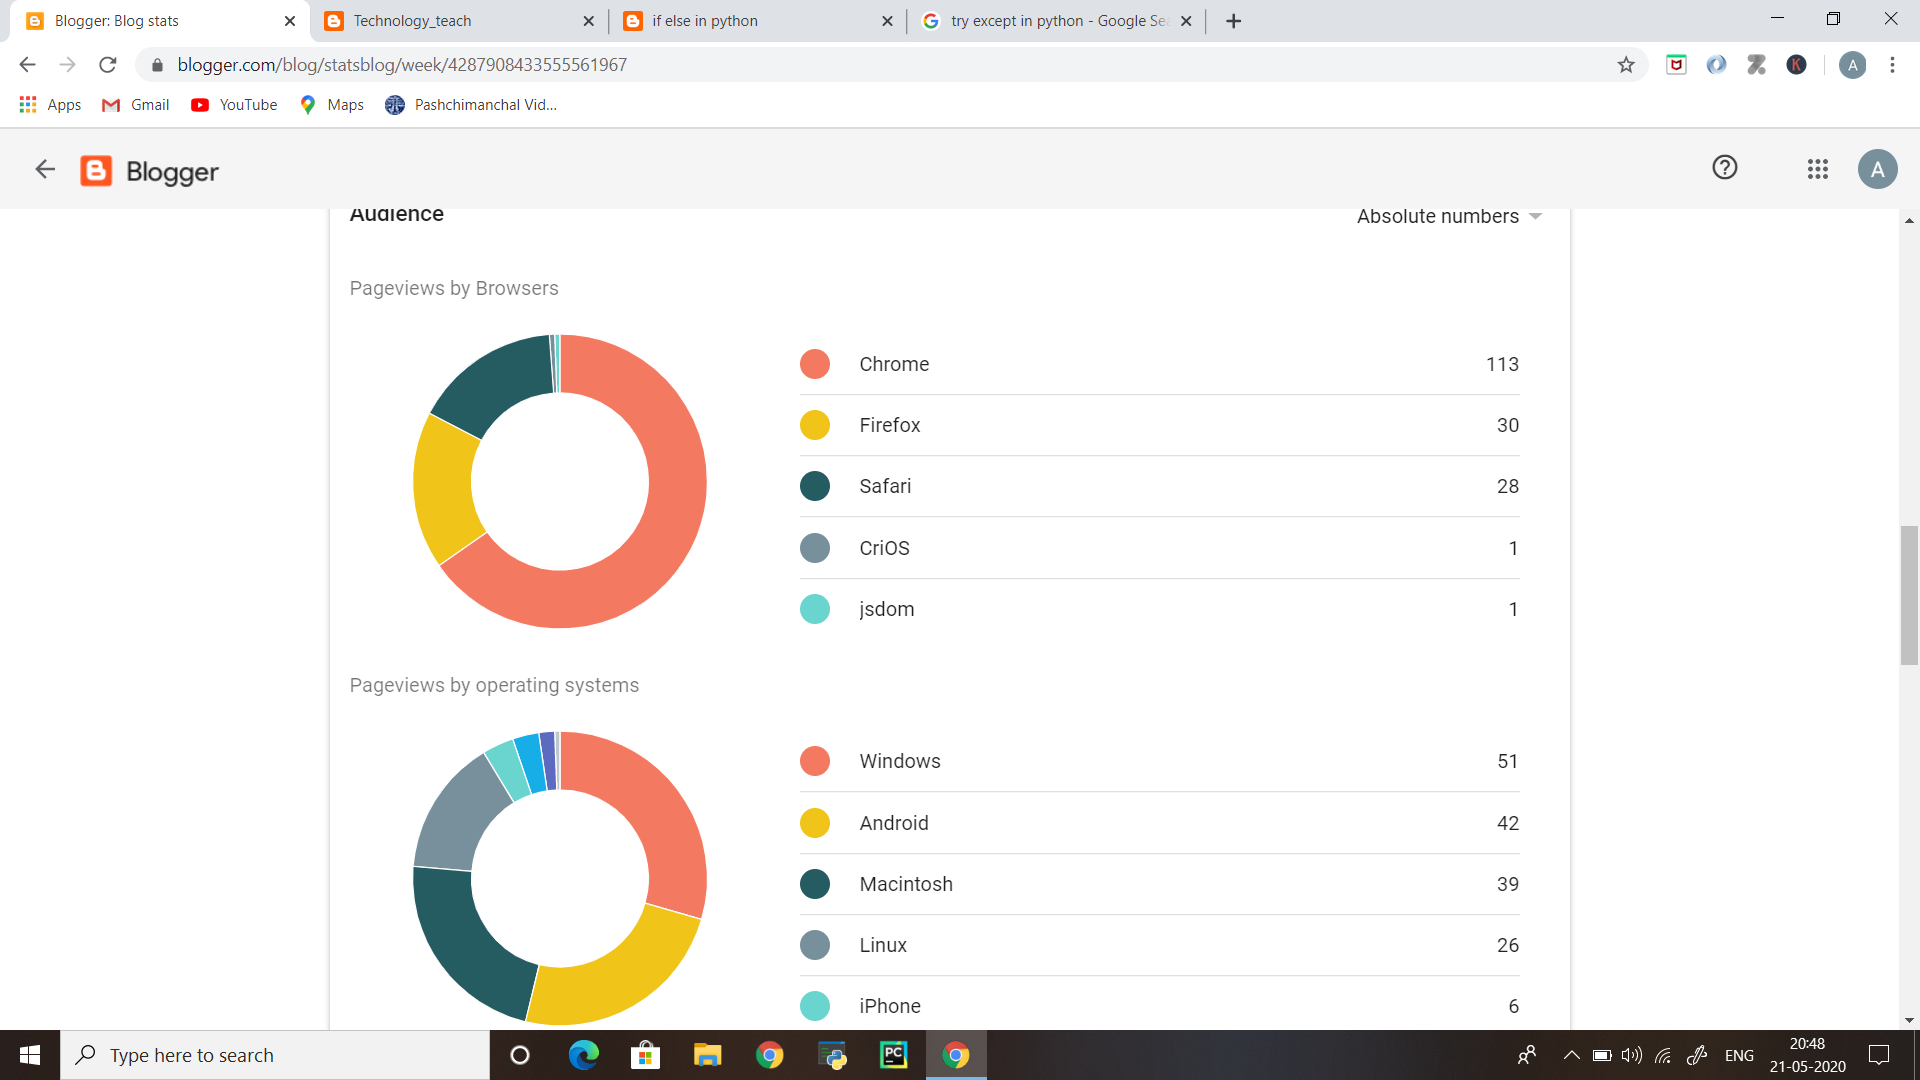 Blogger: Blog stats
Technology_teach
if else in python
try except in python - Google Se
blogger.com/blog/statsblog/week/4287908433555561967
A
Apps
Gmail
YouTube
Maps
Pashchimanchal Vid...
Blogger
A
Audience
Absolute numbers
Pageviews by Browsers
Chrome 113
Firefox 30
Safari 28
CriOS 1
jsdom 1
Pageviews by operating systems
Windows 51
Android 42
Macintosh 39
Linux 26
iPhone 6
Type here to search
ENG
20:48
21-05-2020